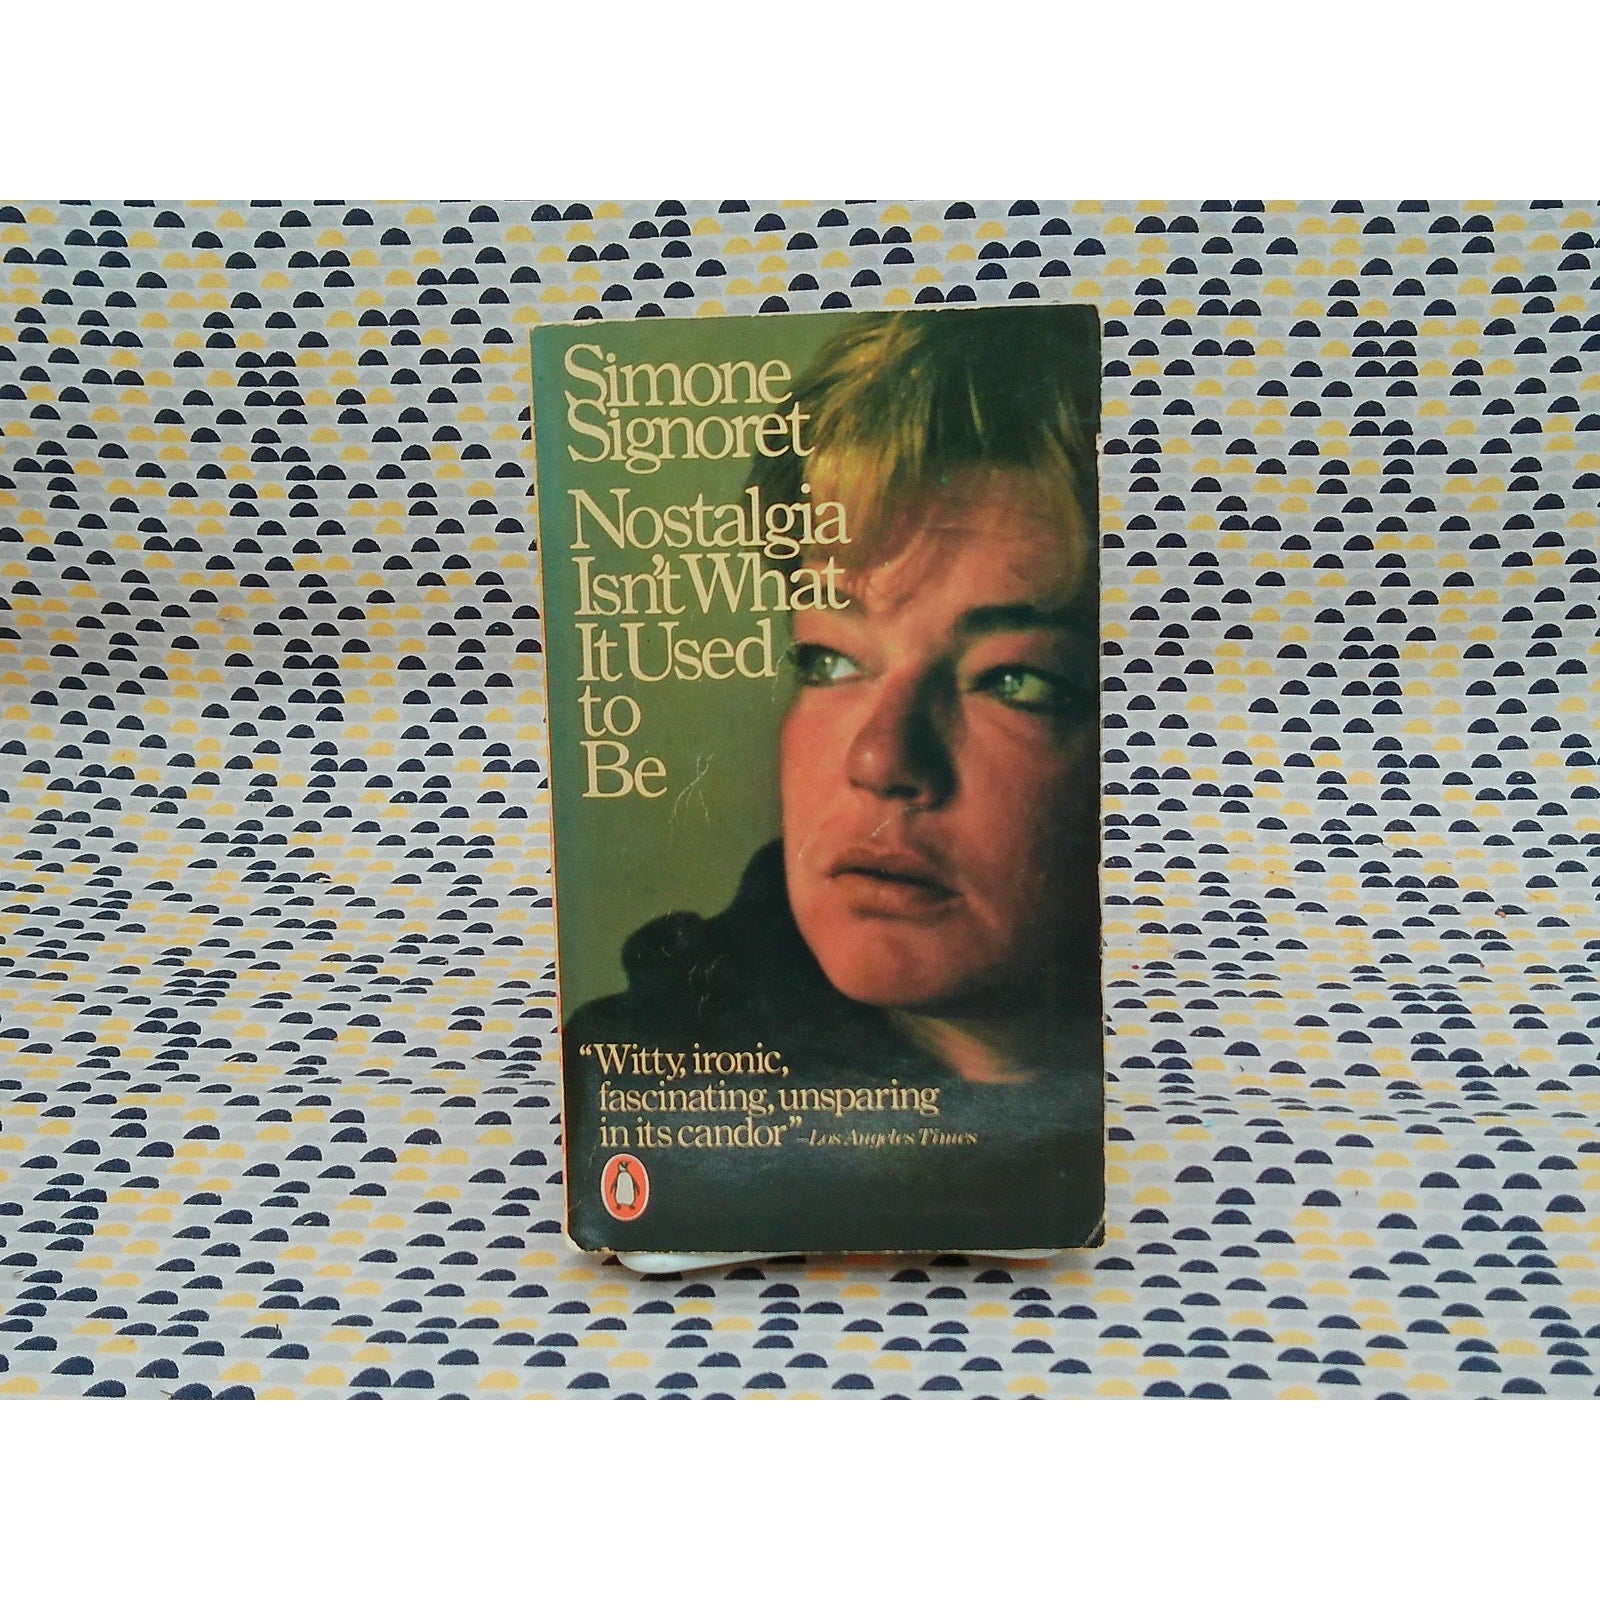 Simone
Signoret
Nostalgia
Isn't What
It Used
to
Be
“Witty, ironic,
fascinating, unsparing
in its candor” –Los Angeles Times